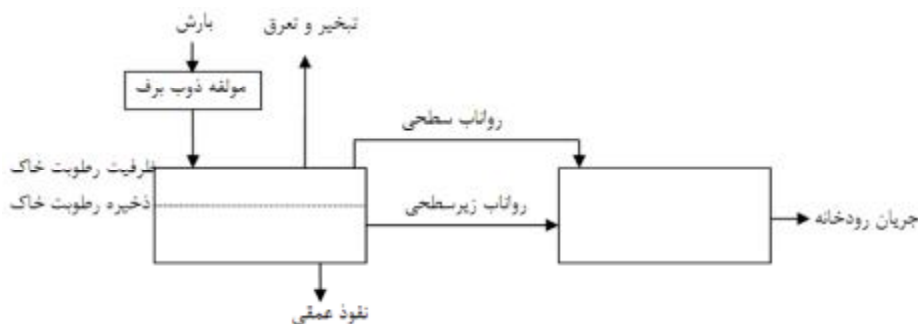 بارش
تبخیر و تعرق
مولفه ذوب برف
رواناب سطحی
ظرفیت رطوبت خاک
ذخیره رطوبت خاک
رواناب زیرسطحی
جریان رودخانه
نفوذ عمقی